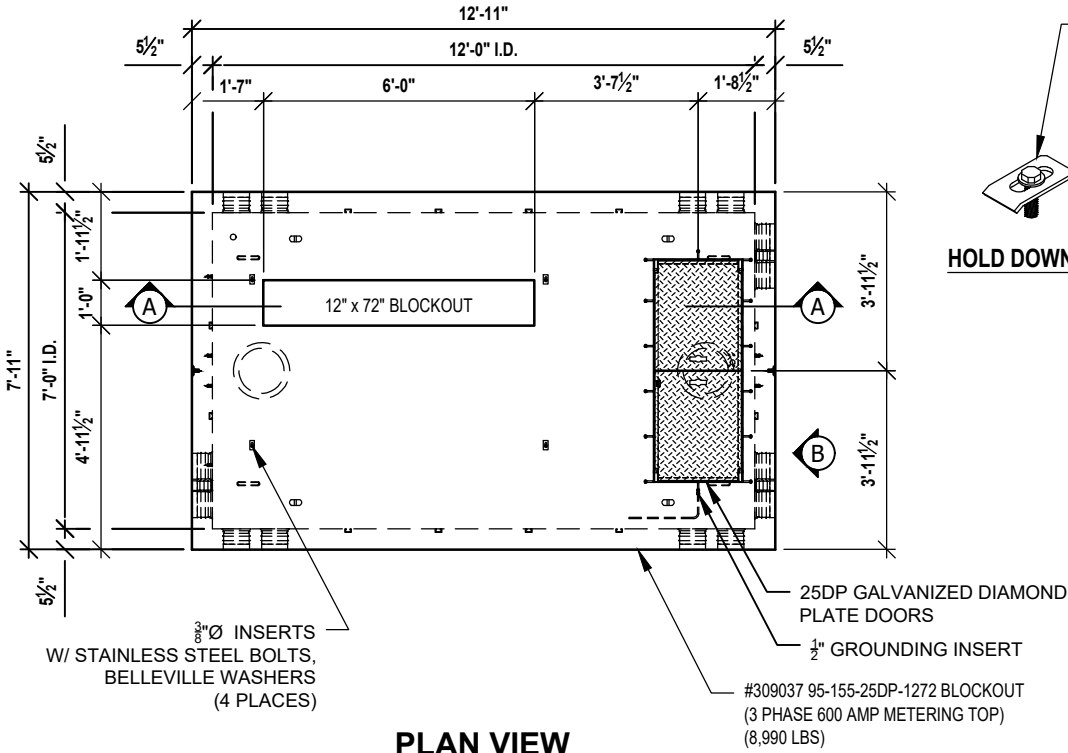 12'-11"
5½" 12'-0" I.D. 5½"
1'-7" 6'-0" 3'-7½" 1'-8½"
5½"
1'-11½"
1'-0"
4'-11½"
7'-0" I.D.
7'-11"
5½"
3'-11½"
3'-11½"
A
12" x 72" BLOCKOUT
A
B
HOLD DOWN
25DP GALVANIZED DIAMOND
PLATE DOORS
½" GROUNDING INSERT
#309037 95-155-25DP-1272 BLOCKOUT
(3 PHASE 600 AMP METERING TOP)
(8,990 LBS)
⅜"Ø INSERTS
W/ STAINLESS STEEL BOLTS,
BELLEVILLE WASHERS
(4 PLACES)
PLAN VIEW